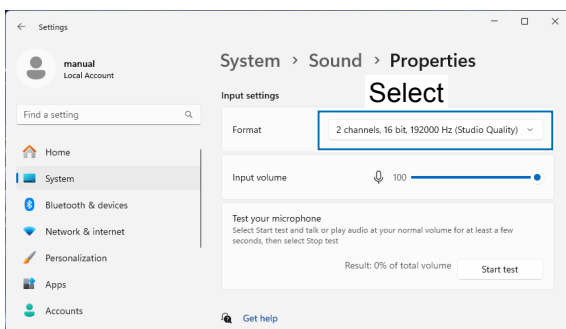 Settings
manual
Local Account
Find a setting
Home
System
Bluetooth & devices
Network & internet
Personalization
Apps
Accounts
System > Sound > Properties
Select
Input settings
Format
2 channels, 16 bit, 192000 Hz (Studio Quality)
Input volume
100
Test your microphone
Select Start test and talk or play audio at your normal volume for at least a few
seconds, then select Stop test
Result: 0% of total volume
Start test
Get help